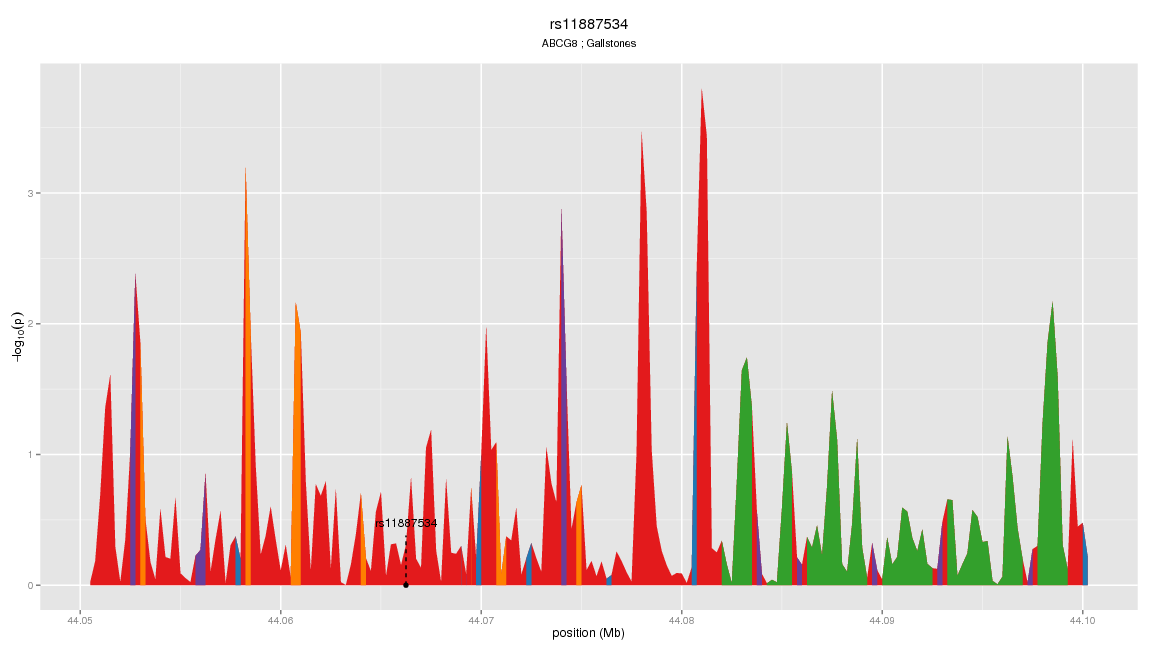 rs11887534
ABCG8 ; Gallstones
−log10(p)
3
2
1
0
rs11887534
44.05 44.06 44.07 44.08 44.09 44.10
position (Mb)